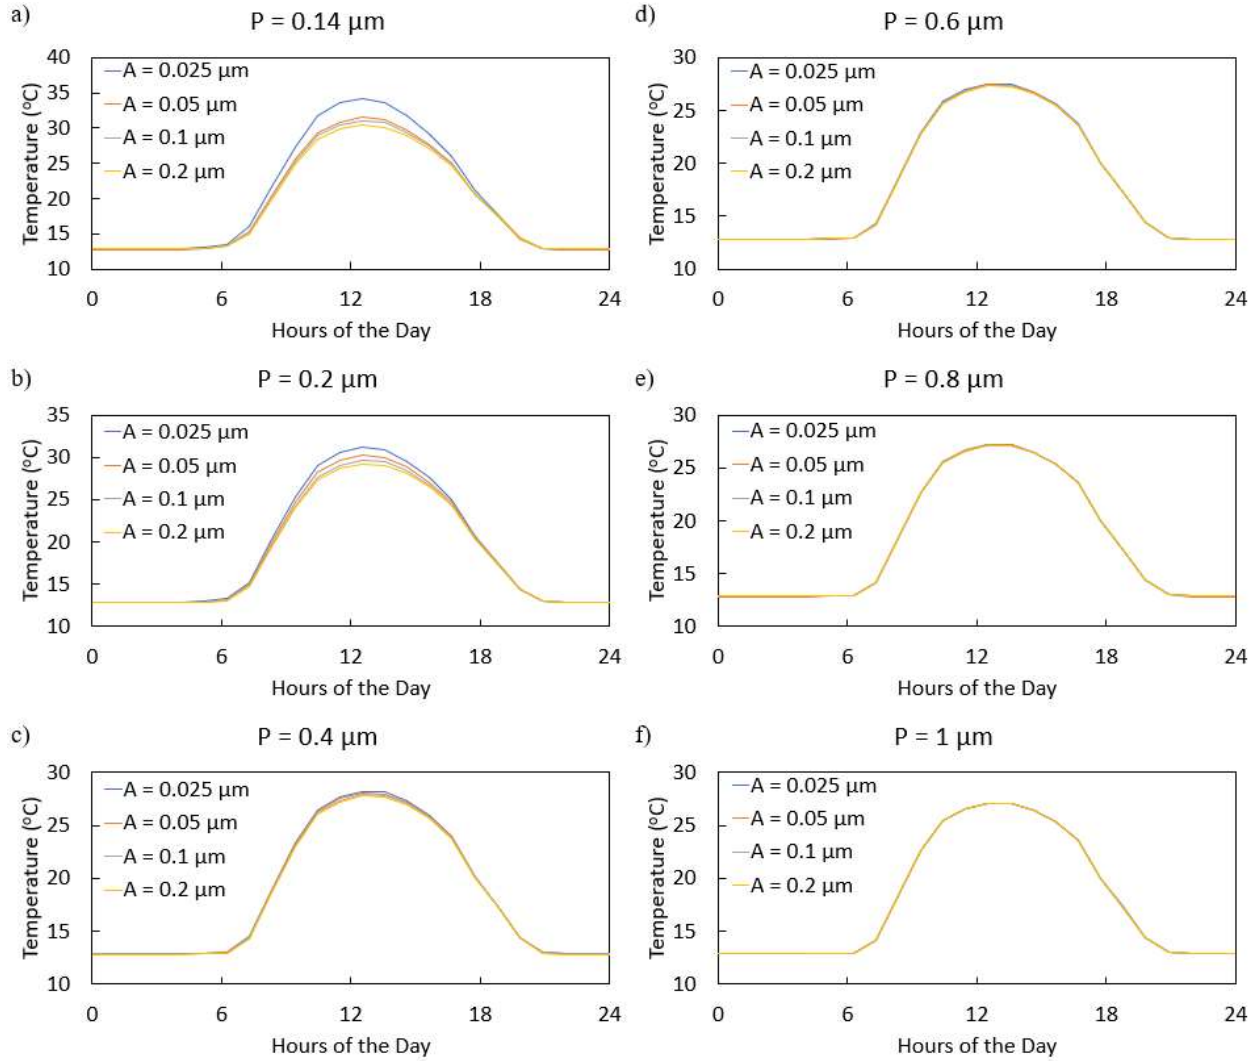 a)
P = 0.14 µm
Temperature (°C)
40
35
30
25
20
15
10
A = 0.025 µm
A = 0.05 µm
A = 0.1 µm
A = 0.2 µm
0 6 12 18 24
Hours of the Day
b)
P = 0.2 µm
Temperature (°C)
35
30
25
20
15
10
A = 0.025 µm
A = 0.05 µm
A = 0.1 µm
A = 0.2 µm
0 6 12 18 24
Hours of the Day
c)
P = 0.4 µm
Temperature (°C)
30
25
20
15
10
A = 0.025 µm
A = 0.05 µm
A = 0.1 µm
A = 0.2 µm
0 6 12 18 24
Hours of the Day
d)
P = 0.6 µm
Temperature (°C)
30
25
20
15
10
A = 0.025 µm
A = 0.05 µm
A = 0.1 µm
A = 0.2 µm
0 6 12 18 24
Hours of the Day
e)
P = 0.8 µm
Temperature (°C)
30
25
20
15
10
A = 0.025 µm
A = 0.05 µm
A = 0.1 µm
A = 0.2 µm
0 6 12 18 24
Hours of the Day
f)
P = 1 µm
Temperature (°C)
30
25
20
15
10
A = 0.025 µm
A = 0.05 µm
A = 0.1 µm
A = 0.2 µm
0 6 12 18 24
Hours of the Day